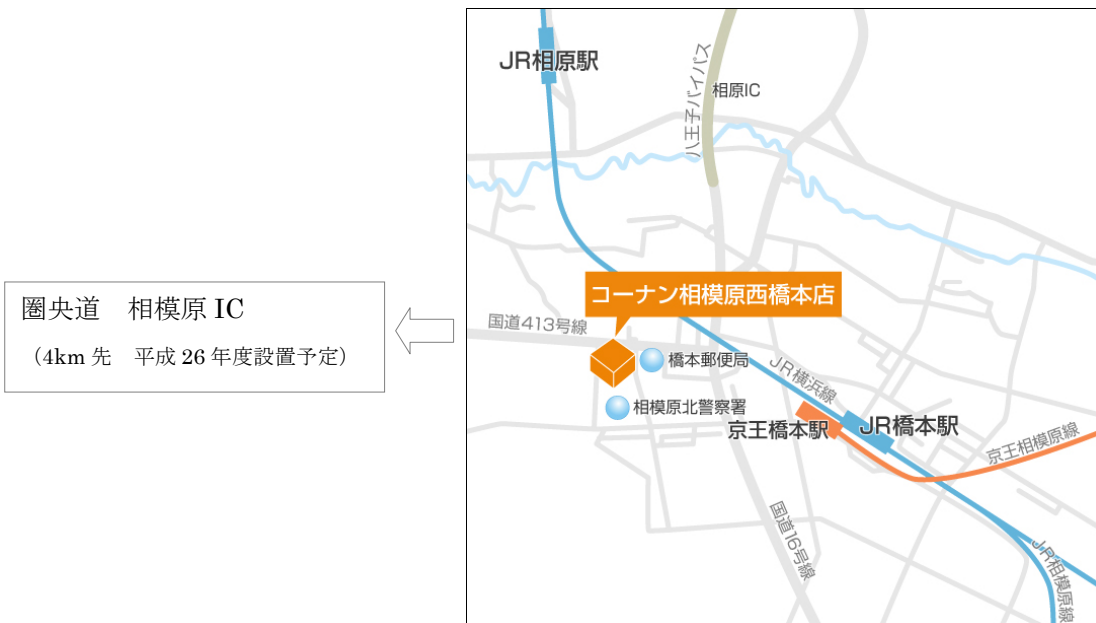 圏央道 相模原 IC
（4km 先 平成 26 年度設置予定）
JR相原駅
八王子バイパス
相原IC
コーナン相模原西橋本店
国道413号線
橋本郵便局
相模原北警察署
JR横浜線
京王橋本駅
JR橋本駅
京王相模原線
国道16号線
JR相模原線